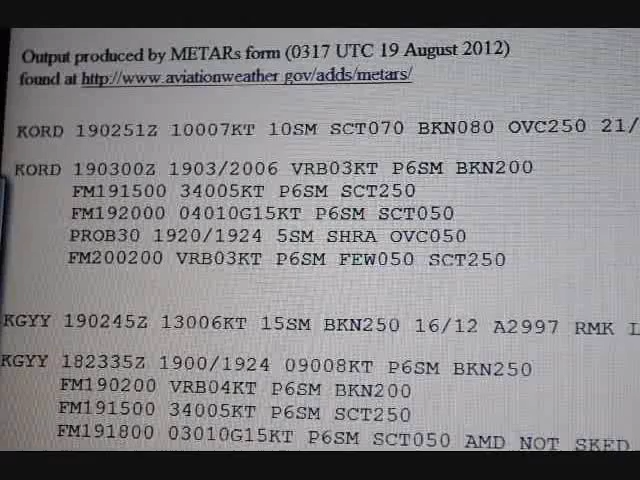 Output produced by METARs form (0317 UTC 19 August 2012)
found at http://www.aviationweather.gov/adds/metars/
KORD 190251Z 10007KT 10SM SCT070 BKN080 OVC250 21/
KORD 190300Z 1903/2006 VRB03KT P6SM BKN200
FM191500 34005KT P6SM SCT250
FM192000 04010G15KT P6SM SCT050
PROB30 1920/1924 5SM SHRA OVC050
FM200200 VRB03KT P6SM FEW050 SCT250
KGYY 190245Z 13006KT 15SM BKN250 16/12 A2997 RMK
KGYY 182335Z 1900/1924 09008KT P6SM BKN250
FM190200 VRB04KT P6SM BKN200
FM191500 34005KT P6SM SCT250
FM191800 03010G15KT P6SM SCT050 AMD NOT SKED